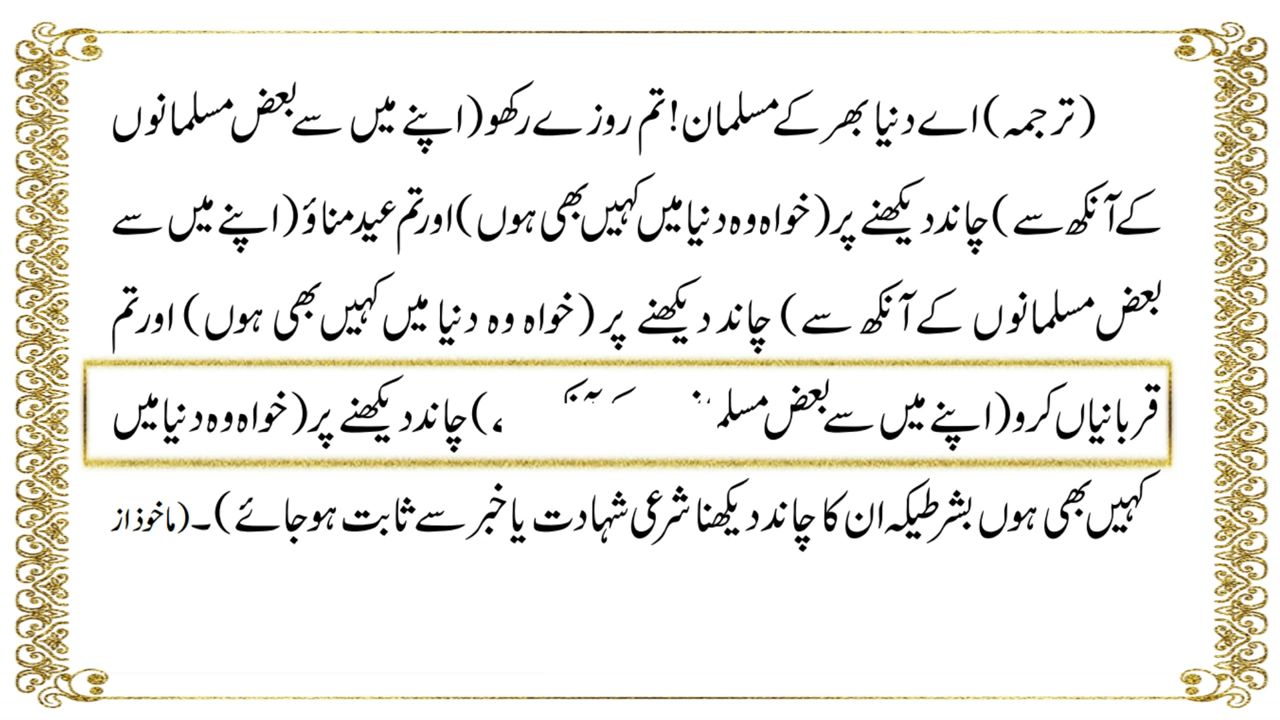 (ترجمہ) اے دنیا بھر کے مسلمان! تم روزے رکھو (اپنے میں سے بعض مسلمانوں
کے آنکھ سے) چاند دیکھنے پر (خواہ وہ دنیا میں کہیں بھی ہوں) اور تم عید مناؤ (اپنے میں سے
بعض مسلمانوں کے آنکھ سے) چاند دیکھنے پر (خواہ وہ دنیا میں کہیں بھی ہوں) اور تم
قربانیاں کرو (اپنے میں سے بعض) چاند دیکھنے پر (خواہ وہ دنیا میں
کہیں بھی ہوں بشرطیکہ ان کا چاند دیکھنا شرعی شہادت یا خبر سے ثابت ہو جائے)۔ (ماخوذ از